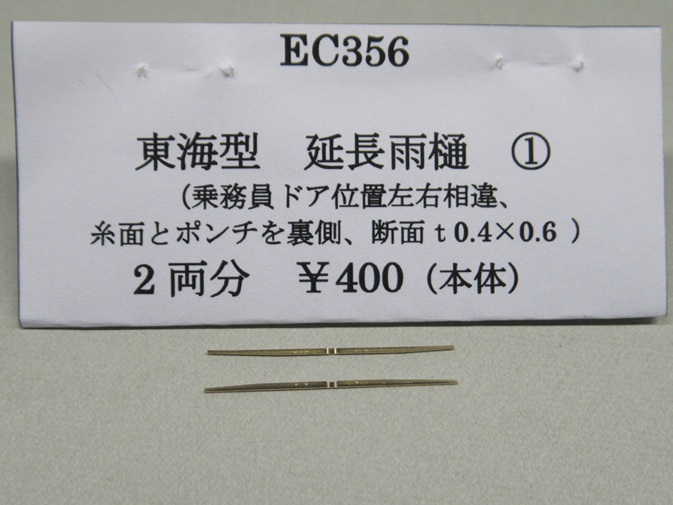 EC356
東海型　延長雨樋　①
（乗務員ドア位置左右相違、
糸面とポンチを裏側、断面ｔ0.4×0.6 ）
２両分　￥400（本体）